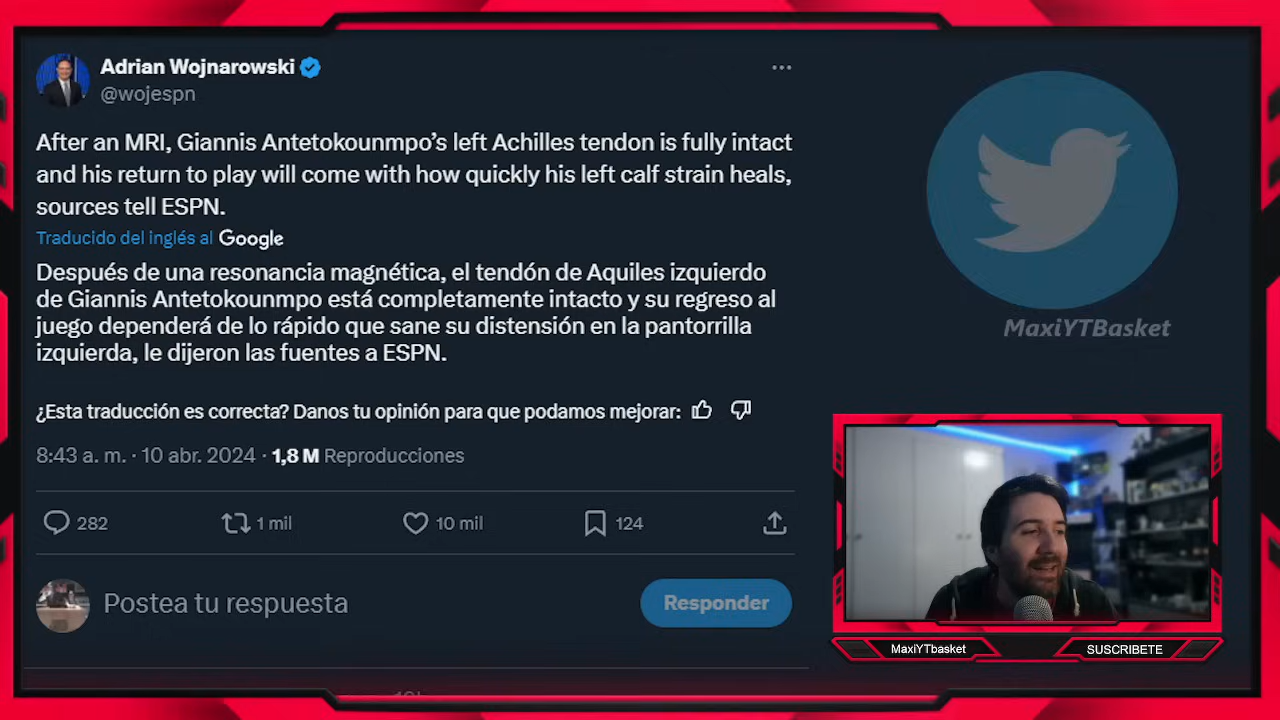 Adrian Wojnarowski
@wojespn
After an MRI, Giannis Antetokounmpo’s left Achilles tendon is fully intact
and his return to play will come with how quickly his left calf strain heals,
sources tell ESPN.
Traducido del inglés al Google
Después de una resonancia magnética, el tendón de Aquiles izquierdo
de Giannis Antetokounmpo está completamente intacto y su regreso al
juego dependerá de lo rápido que sane su distensión en la pantorrilla
izquierda, le dijeron las fuentes a ESPN.
¿Esta traducción es correcta? Danos tu opinión para que podamos mejorar:
8:43 a. m. · 10 abr. 2024 · 1,8 M Reproducciones
282 1 mil 10 mil 124
Postea tu respuesta
Responder
MaxiYTBasket
MaxiYTbasket
SUSCRIBETE